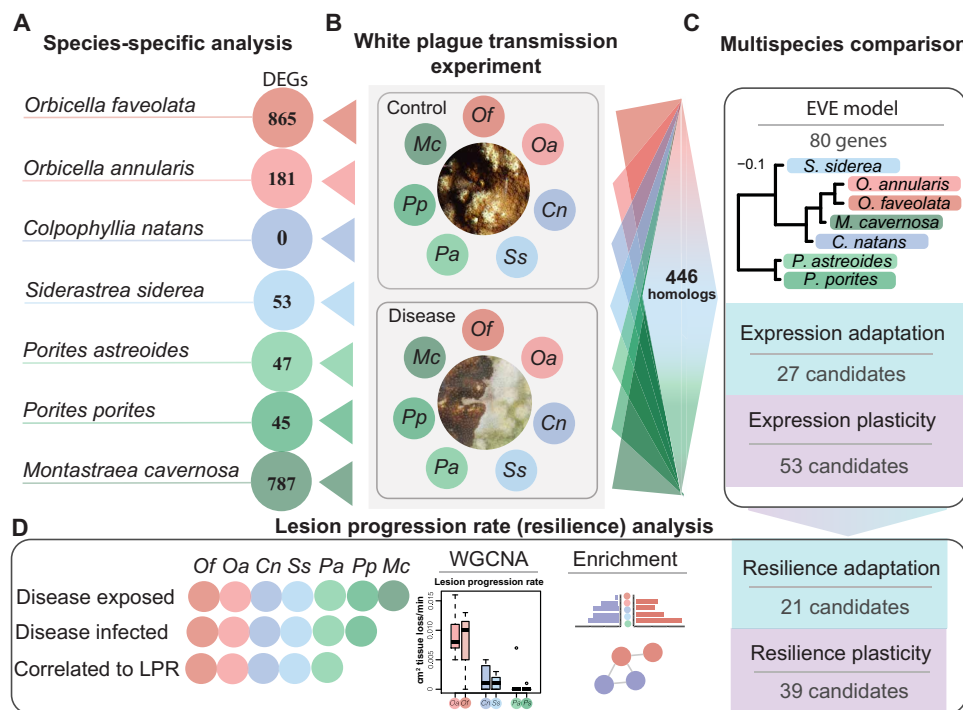 A Species-specific analysis
DEGs
Orbicella faveolata 865
Orbicella annularis 181
Colpophyllia natans 0
Siderastrea siderea 53
Porites astreoides 47
Porites porites 45
Montastraea cavernosa 787
B White plague transmission
experiment
Control
Of
Mc
Oa
Pp
Cn
Pa
Ss
Disease
Of
Mc
Oa
Pp
Cn
Pa
Ss
446
homologs
C Multispecies comparison
EVE model
80 genes
−0.1
S. siderea
O. annularis
O. faveolata
M. cavernosa
C. natans
P. astreoides
P. porites
Expression adaptation
27 candidates
Expression plasticity
53 candidates
D Lesion progression rate (resilience) analysis
Of Oa Cn Ss Pa Pp Mc
Disease exposed
Disease infected
Correlated to LPR
WGCNA
Lesion progression rate
cm² tissue loss/min
0.015
0.010
0.005
0
Oa Of Cn Ss Pa Pa
Enrichment
Resilience adaptation
21 candidates
Resilience plasticity
39 candidates